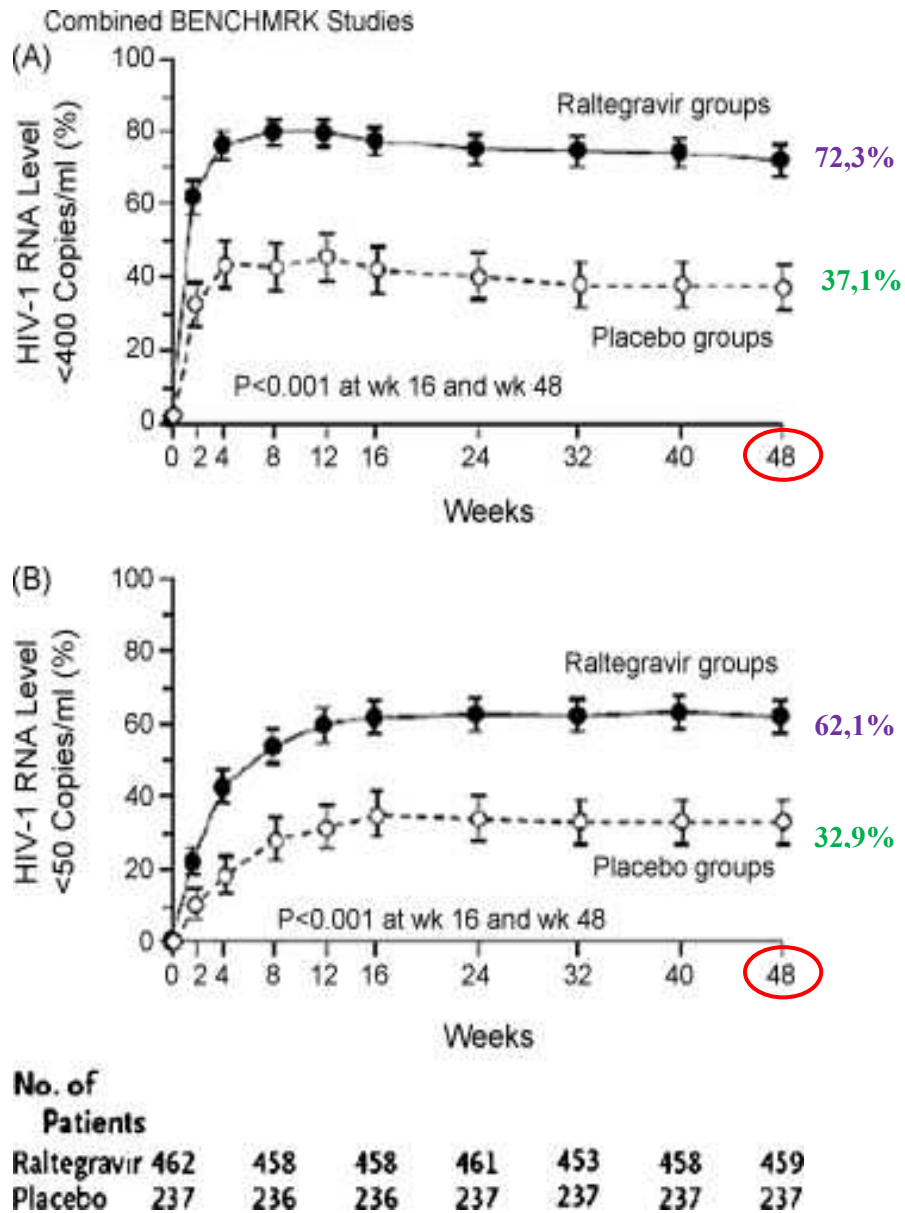 Combined BENCHMRK Studies
(A)
HIV-1 RNA Level
<400 Copies/ml (%)
100
80
60
40
20
0
Raltegravir groups
72,3%
37,1%
Placebo groups
P<0.001 at wk 16 and wk 48
0 2 4 8 12 16 24 32 40 48
Weeks
(B)
HIV-1 RNA Level
<50 Copies/ml (%)
100
80
60
40
20
0
Raltegravir groups
62,1%
32,9%
Placebo groups
P<0.001 at wk 16 and wk 48
0 2 4 8 12 16 24 32 40 48
Weeks
No. of
Patients
Raltegravir 462 458 458 461 453 458 459
Placebo 237 236 236 237 237 237 237